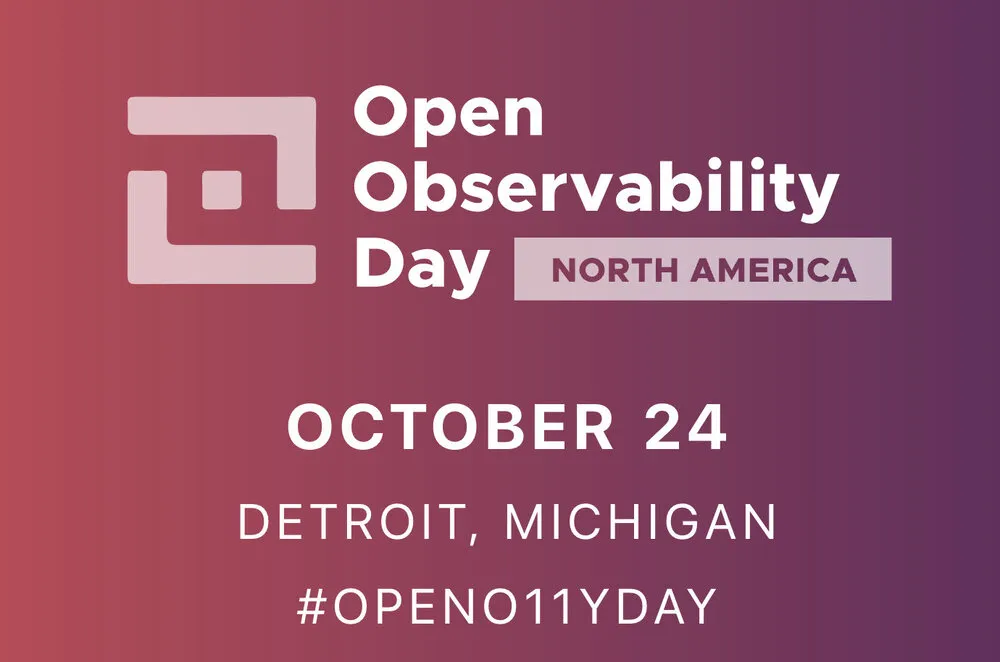 Open
Observability
Day NORTH AMERICA
OCTOBER 24
DETROIT, MICHIGAN
#OPENO11YDAY